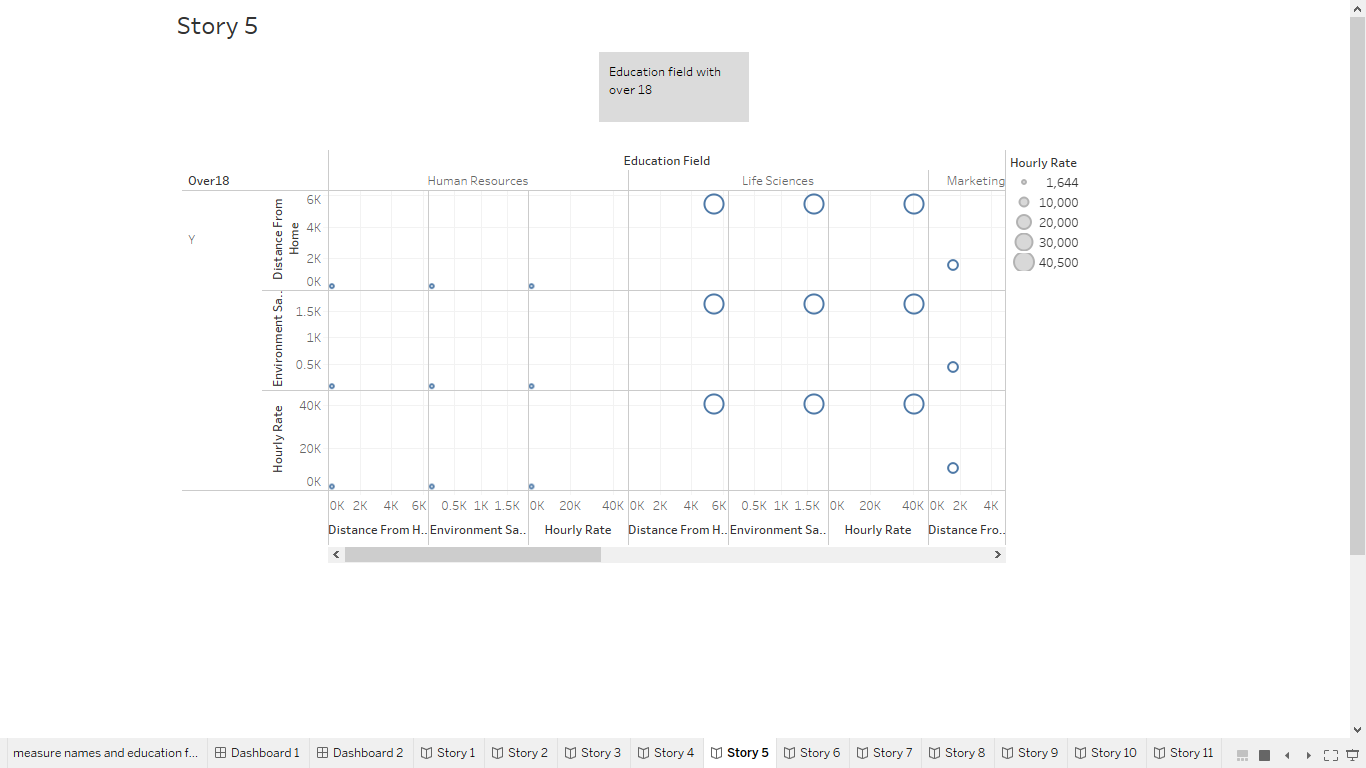 Story 5
Education field with
over 18
Education Field
Over18
Human Resources
Life Sciences
Marketing
Y
Distance From
Home
6K
4K
2K
0K
Environment Sa..
1.5K
1K
0.5K
Hourly Rate
40K
20K
0K
0K 2K 4K 6K 0.5K 1K 1.5K 0K 20K 40K 0K 2K 4K 6K 0.5K 1K 1.5K 0K 20K 40K 0K 2K 4K
Distance From H.. Environment Sa.. Hourly Rate Distance From H.. Environment Sa.. Hourly Rate Distance Fro..
Hourly Rate
1,644
10,000
20,000
30,000
40,500
measure names and education f... Dashboard 1 Dashboard 2 Story 1 Story 2 Story 3 Story 4 Story 5 Story 6 Story 7 Story 8 Story 9 Story 10 Story 11